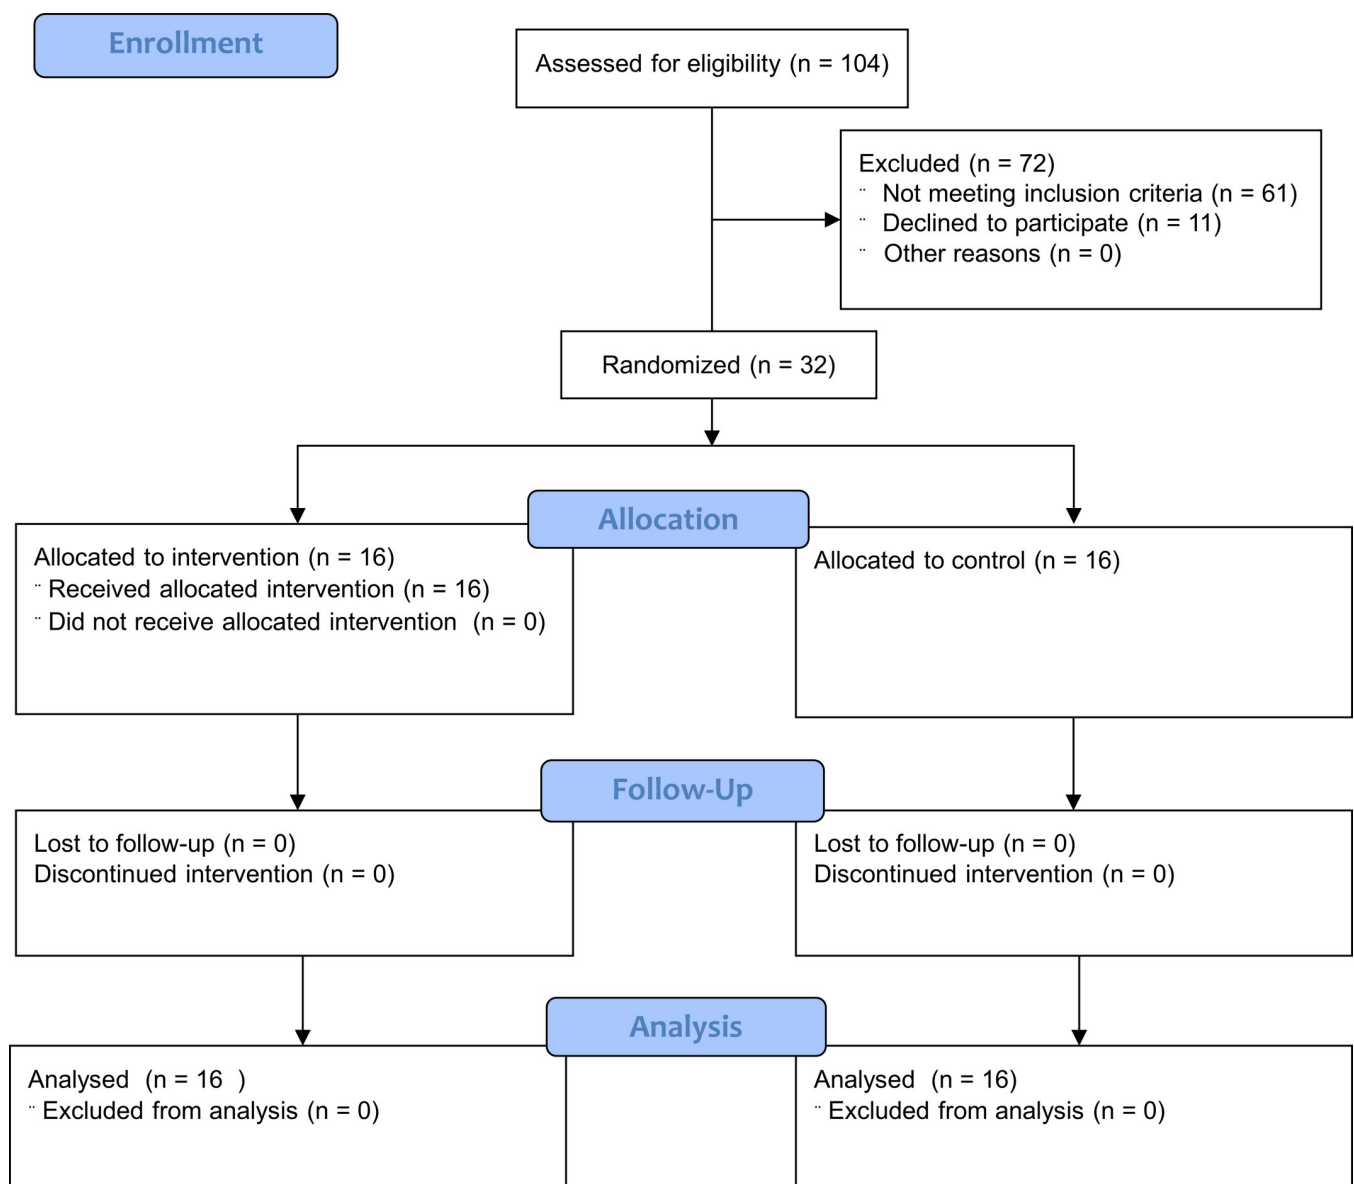 Enrollment
Assessed for eligibility (n = 104)
Excluded (n = 72)
¨ Not meeting inclusion criteria (n = 61)
¨ Declined to participate (n = 11)
¨ Other reasons (n = 0)
Randomized (n = 32)
Allocation
Allocated to intervention (n = 16)
¨ Received allocated intervention (n = 16)
¨ Did not receive allocated intervention (n = 0)
Allocated to control (n = 16)
Follow-Up
Lost to follow-up (n = 0)
Discontinued intervention (n = 0)
Lost to follow-up (n = 0)
Discontinued intervention (n = 0)
Analysis
Analysed (n = 16 )
¨ Excluded from analysis (n = 0)
Analysed (n = 16)
¨ Excluded from analysis (n = 0)